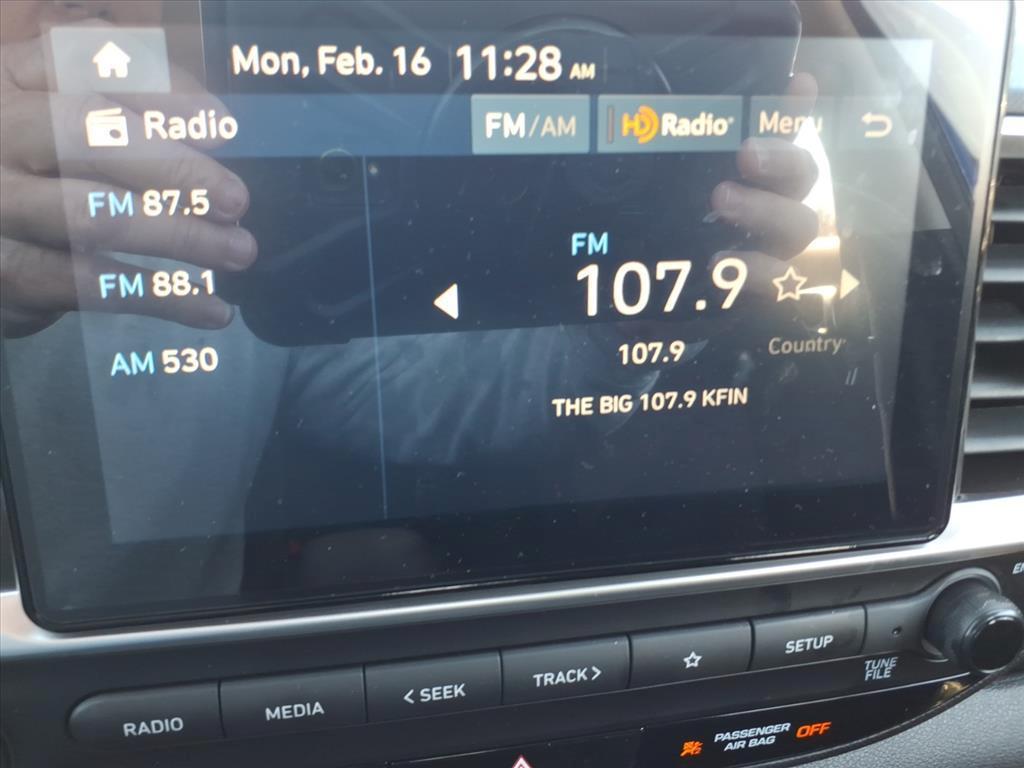 Mon, Feb. 16 11:28 AM
Radio FM/AM HD Radio Menu
FM 87.5
FM 88.1
AM 530
FM
107.9
107.9
Country
THE BIG 107.9 KFIN
RADIO MEDIA < SEEK TRACK > SETUP
TUNE
FILE
PASSENGER
AIR BAG OFF